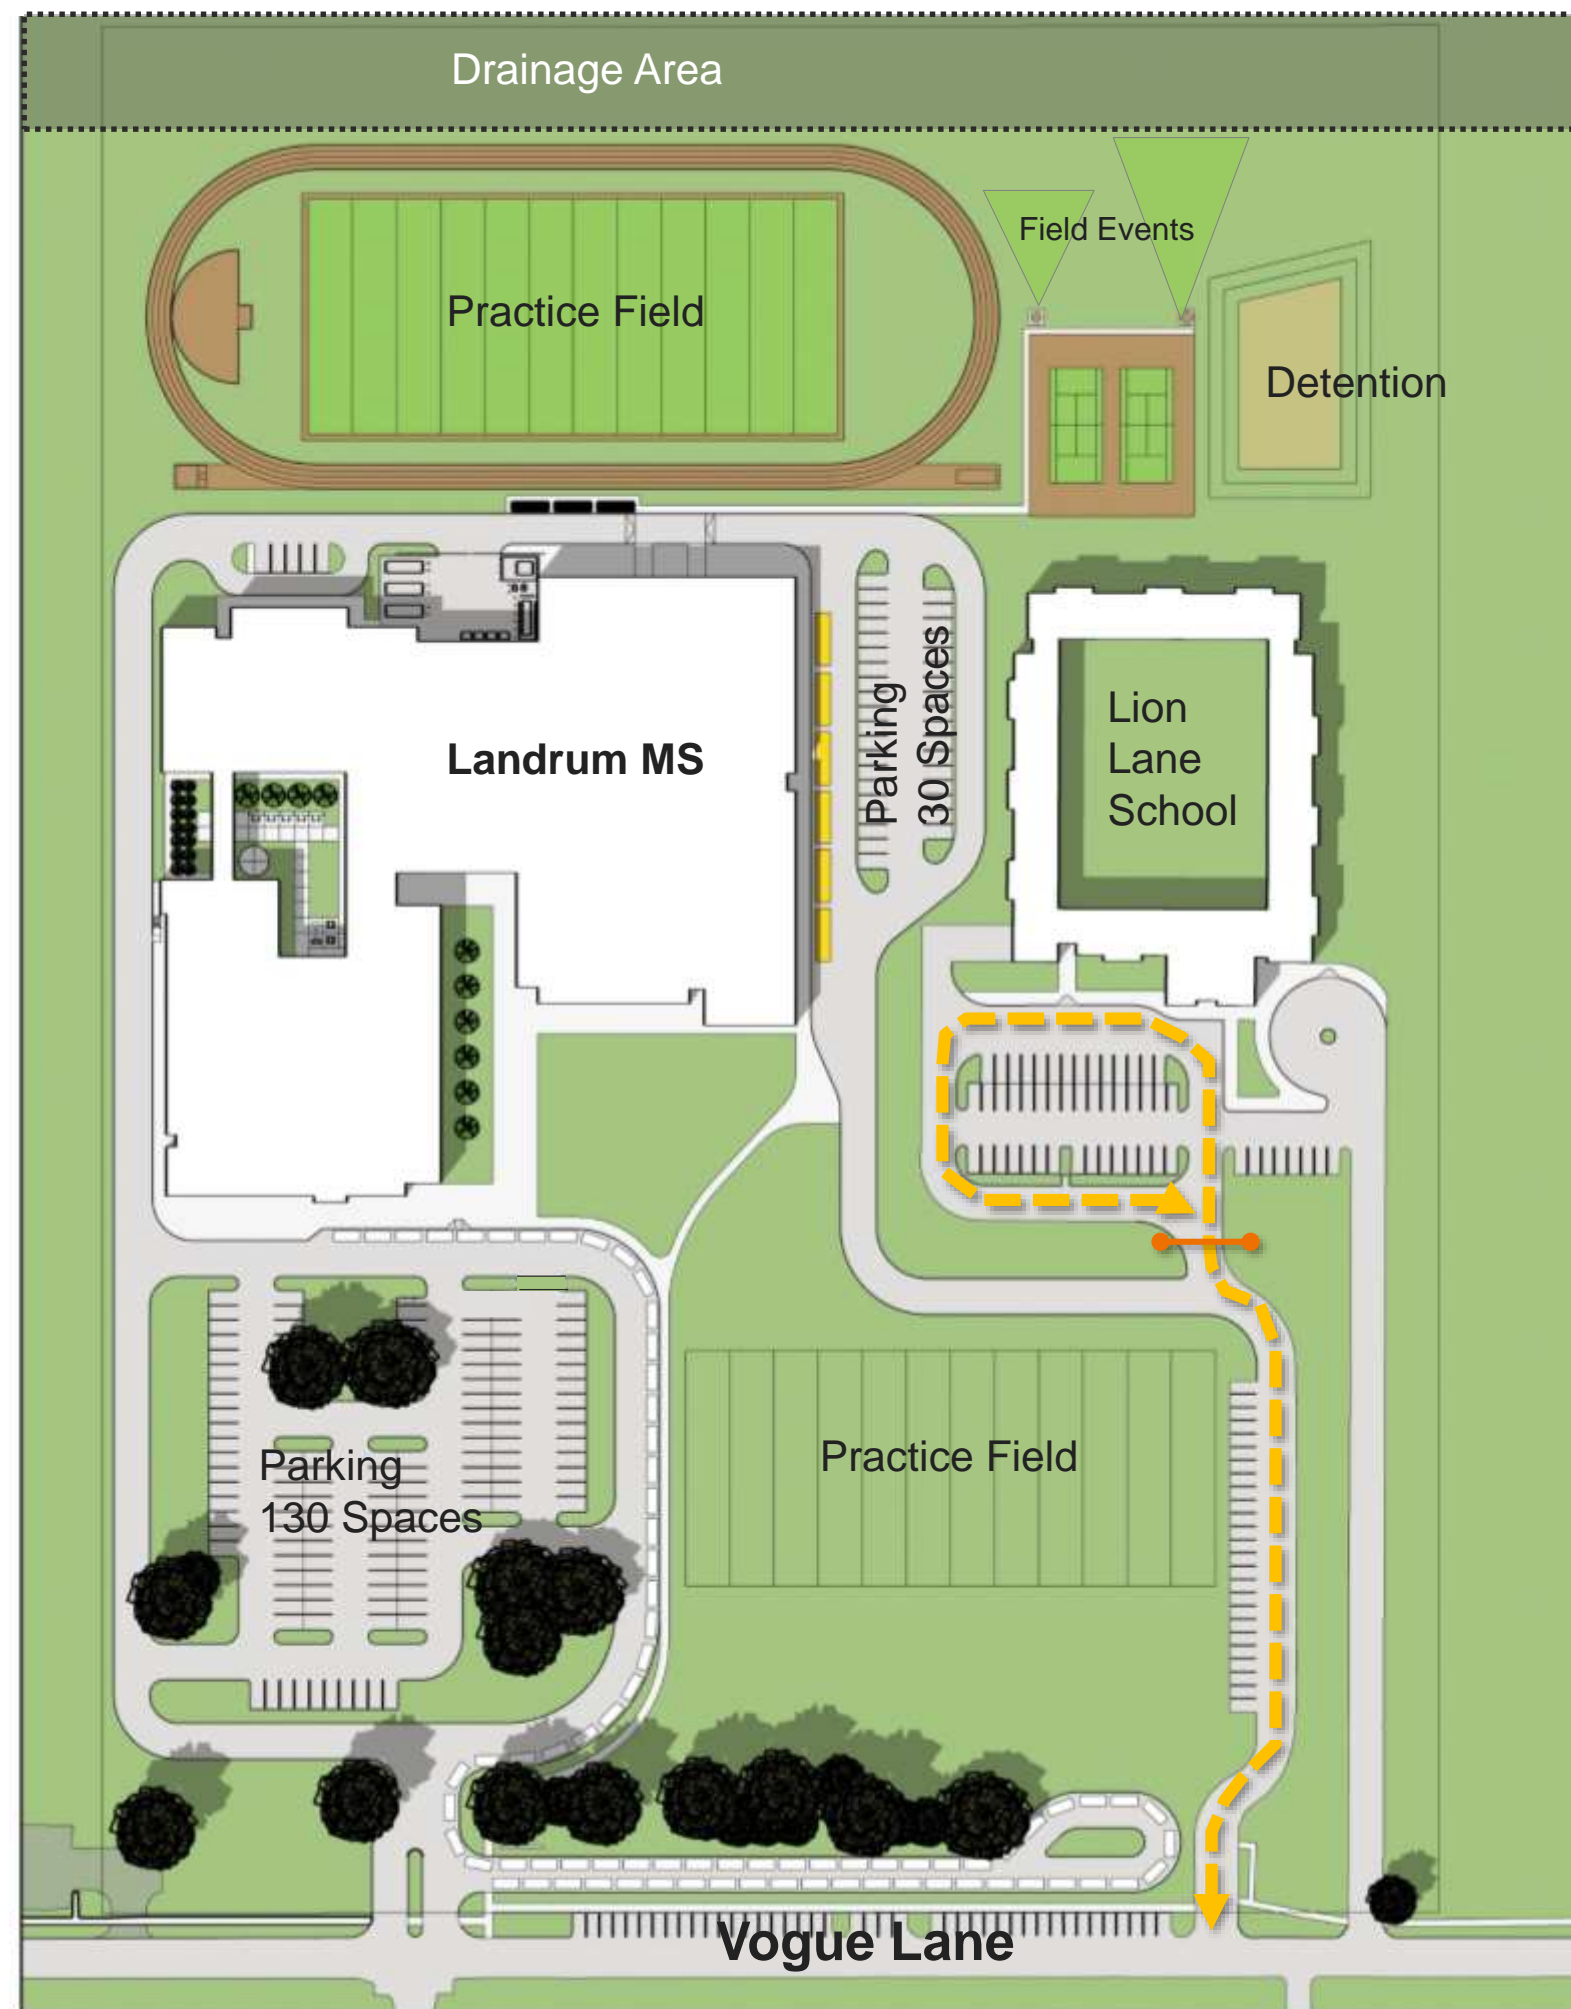 Drainage Area
Field Events
Practice Field
Detention
Parking
30 Spaces
Lion
Lane
School
Landrum MS
Practice Field
Parking
130 Spaces
Vogue Lane